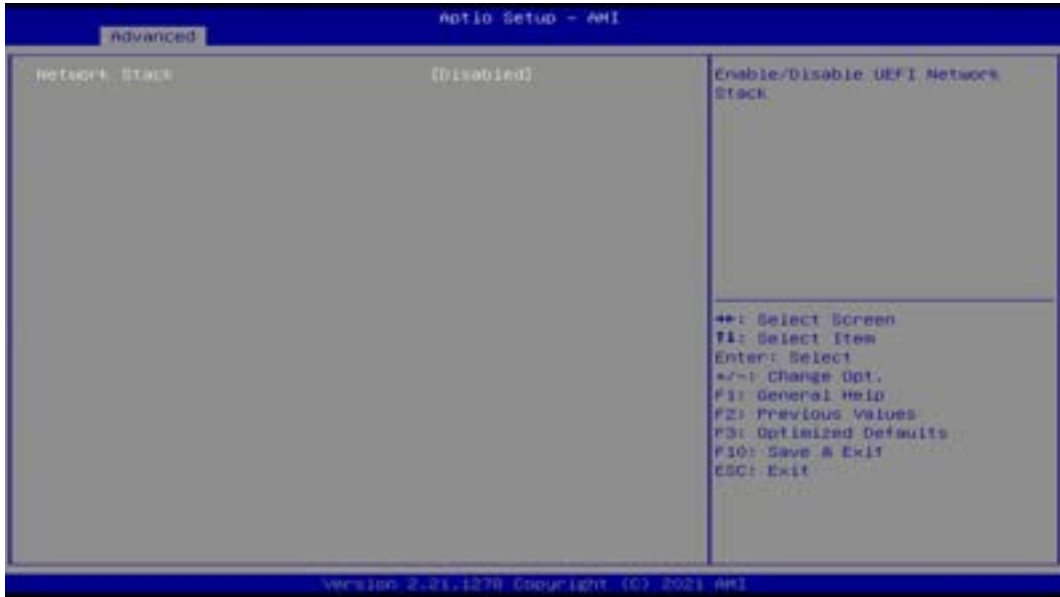 Aptio Setup - AMI
Advanced
Network Stack [Disabled]
Enable/Disable UEFI Network
Stack
→←: Select Screen
↑↓: Select Item
Enter: Select
+/-: Change Opt.
F1: General Help
F2: Previous Values
F3: Optimized Defaults
F10: Save & Exit
ESC: Exit
Version 2.21.1278 Copyright (C) 2021 AMI